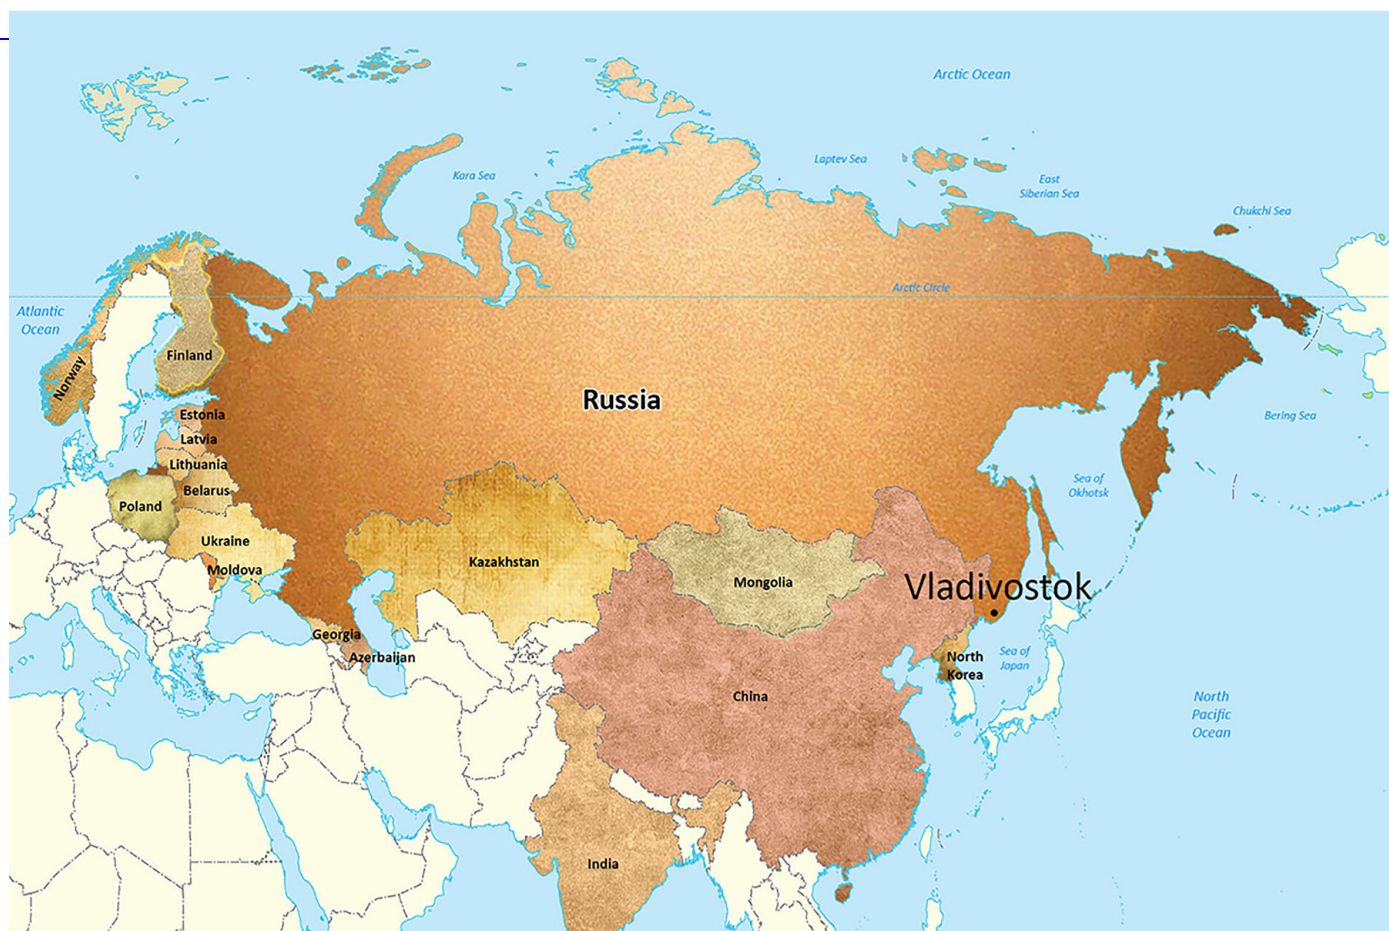 Arctic Ocean
Laptev Sea
Kara Sea
East
Siberian Sea
Chukchi Sea
Arctic Circle
Atlantic
Ocean
Finland
Norway
Russia
Estonia
Bering Sea
Latvia
Lithuania
Belarus
Sea of
Okhotsk
Poland
Ukraine
Kazakhstan
Moldova
Mongolia
Vladivostok
Georgia
Azerbaijan
North
Korea
Sea of
Japan
China
North
Pacific
Ocean
India